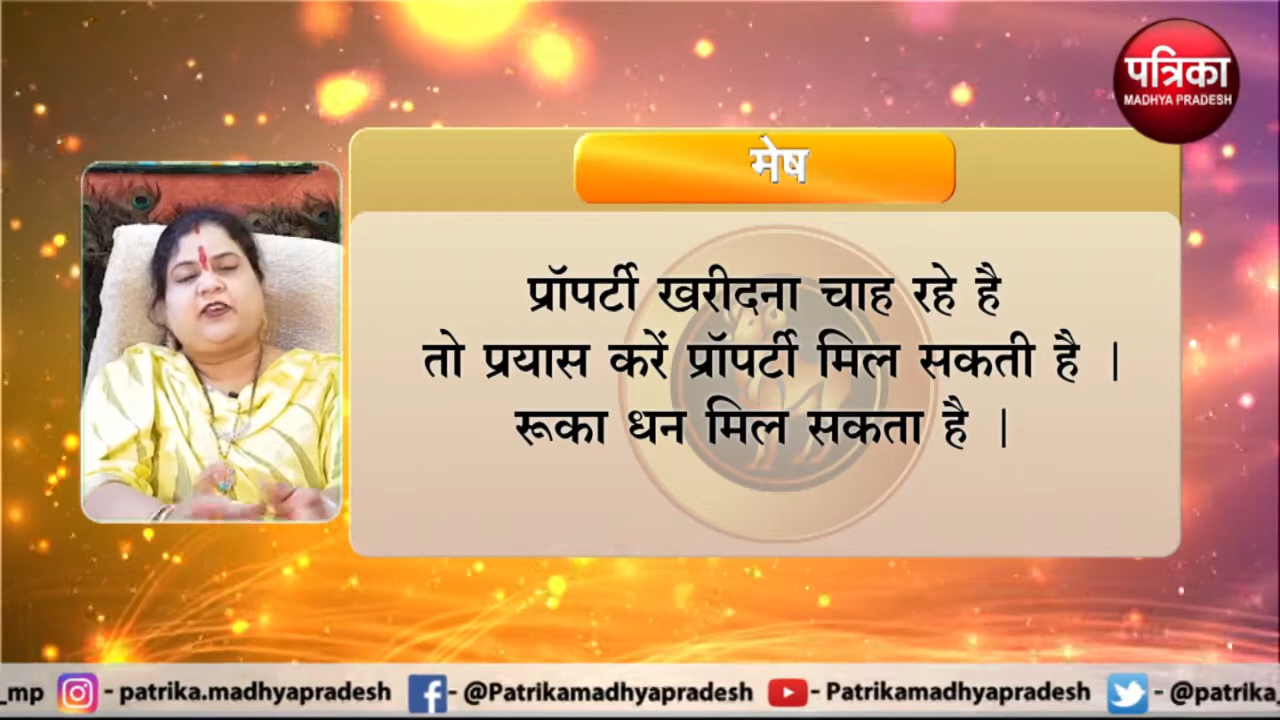 पत्रिका
MADHYA PRADESH
मेष
प्रॉपर्टी खरीदना चाह रहे है
तो प्रयास करें प्रॉपर्टी मिल सकती है |
रूका धन मिल सकता है |
_mp - patrika.madhyapradesh - @Patrikamadhyapradesh - Patrikamadhyapradesh - @patrika_